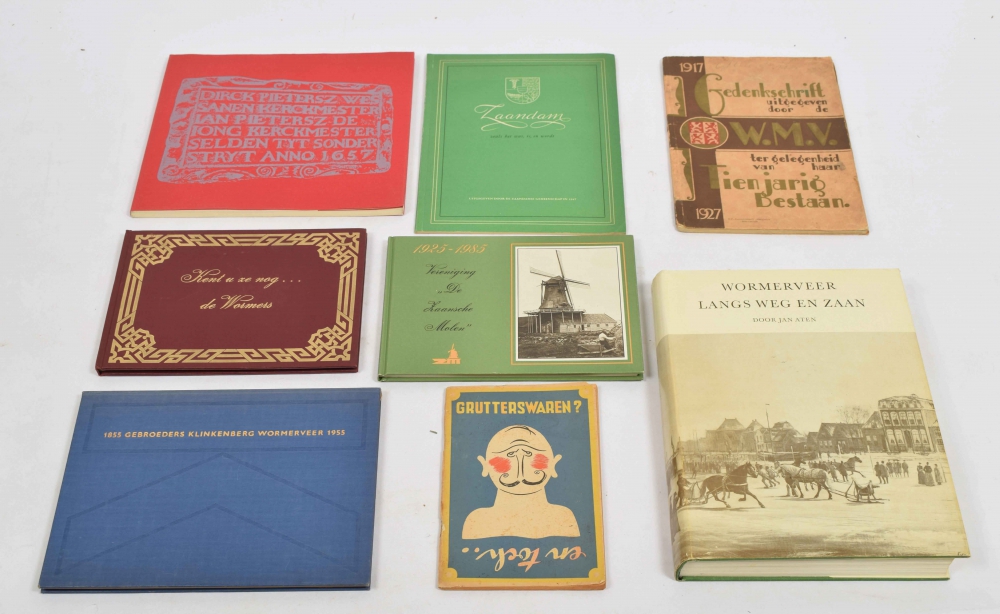 DIRCK PIETERSZ WES
SANEN KERCKMESTER
IAN PIETERSZ DE
IONG KERCKMESTER
SELDEN TYT SONDER
STRYT ANNO 1657
Zaandam
1917
Gedenkschrift
uitgegeven
door de
W.M.V.
ter gelegenheid
van haar
Tienjarig
Bestaan.
1927
Kent u ze nog...
de Wormers
1925-1985
Vereniging
„De
Zaansche
Molen"
WORMERVEER
LANGS WEG EN ZAAN
DOOR JAN ATEN
1855 GEBROEDERS KLINKENBERG WORMERVEER 1955
GRUTTERSWAREN?
en toch..